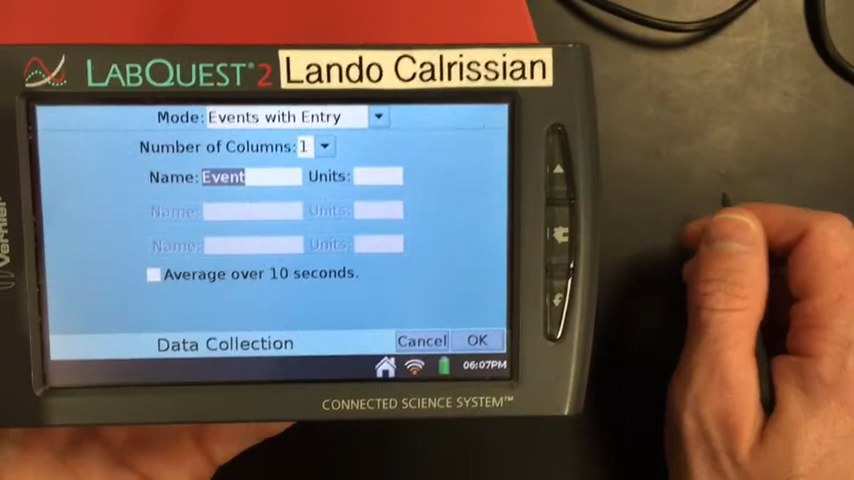 LABQUEST® 2 Lando Calrissian
Mode: Events with Entry
Number of Columns: 1
Name: Event Units:
Name: Units:
Name: Units:
Average over 10 seconds.
Data Collection Cancel OK
06:07PM
CONNECTED SCIENCE SYSTEM™
Vernier